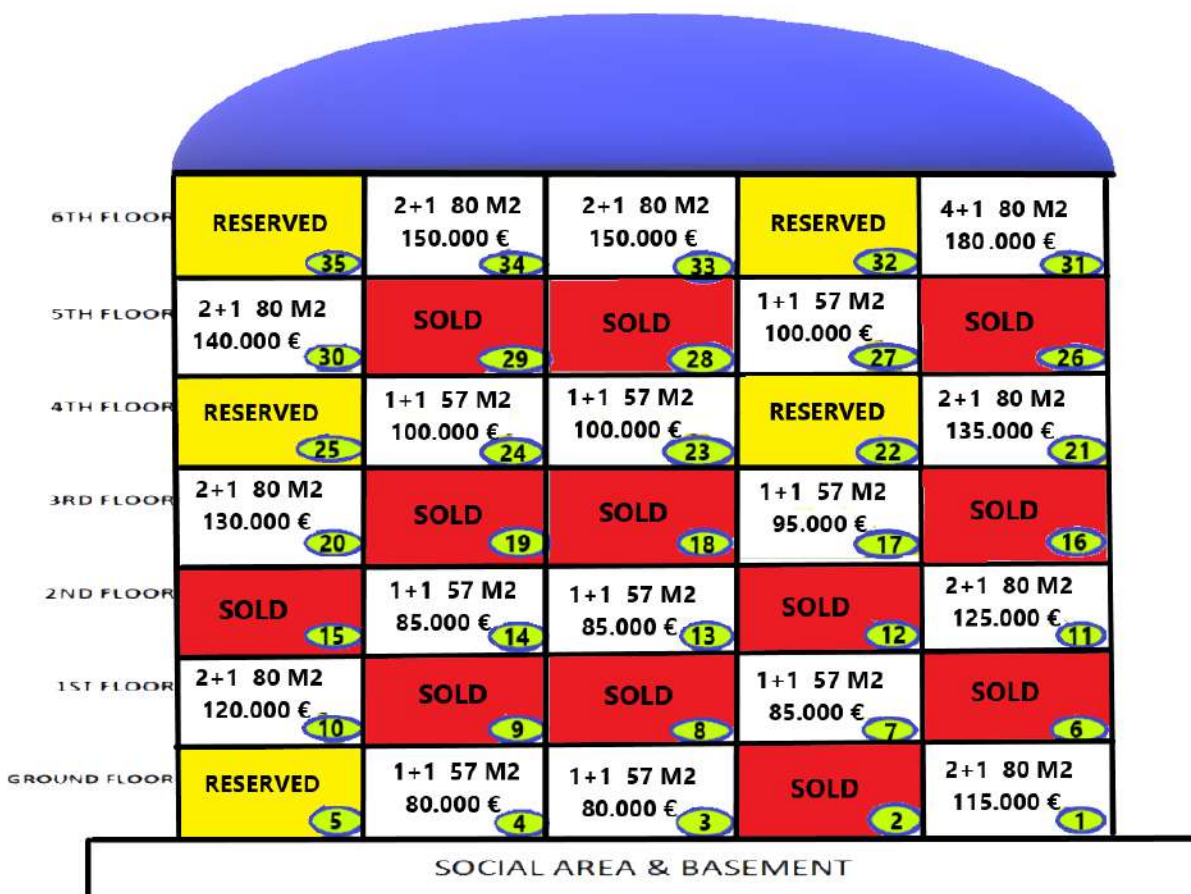 6TH FLOOR
RESERVED
35
2+1 80 M2
150.000 €
34
2+1 80 M2
150.000 €
33
RESERVED
32
4+1 80 M2
180.000 €
31
5TH FLOOR
2+1 80 M2
140.000 €
30
SOLD
29
SOLD
28
1+1 57 M2
100.000 €
27
SOLD
26
4TH FLOOR
RESERVED
25
1+1 57 M2
100.000 €
24
1+1 57 M2
100.000 €
23
RESERVED
22
2+1 80 M2
135.000 €
21
3RD FLOOR
2+1 80 M2
130.000 €
20
SOLD
19
SOLD
18
1+1 57 M2
95.000 €
17
SOLD
16
2ND FLOOR
SOLD
15
1+1 57 M2
85.000 €
14
1+1 57 M2
85.000 €
13
SOLD
12
2+1 80 M2
125.000 €
11
1ST FLOOR
2+1 80 M2
120.000 €
10
SOLD
9
SOLD
8
1+1 57 M2
85.000 €
7
SOLD
6
GROUND FLOOR
RESERVED
5
1+1 57 M2
80.000 €
4
1+1 57 M2
80.000 €
3
SOLD
2
2+1 80 M2
115.000 €
1
SOCIAL AREA & BASEMENT